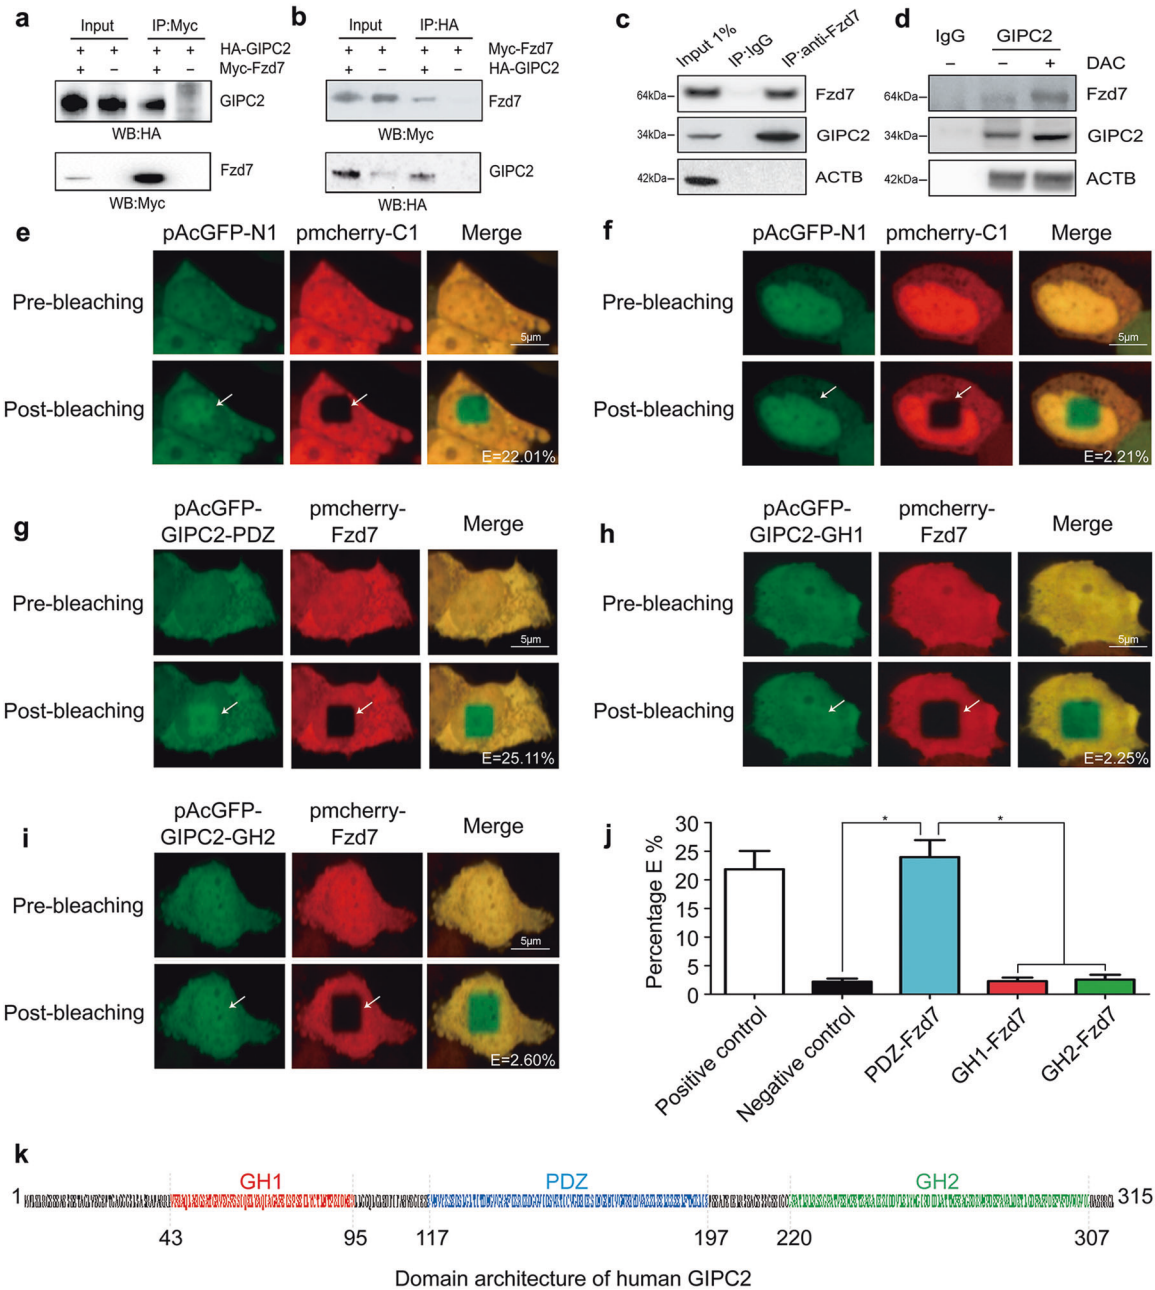 a
Input IP:Myc
+ + + + HA-GIPC2
+ − + − Myc-Fzd7
GIPC2
WB:HA
Fzd7
WB:Myc
b
Input IP:HA
+ + + + Myc-Fzd7
+ − + − HA-GIPC2
Fzd7
WB:Myc
GIPC2
WB:HA
c
Input 1% IP:IgG IP:anti-Fzd7
64kDa Fzd7
34kDa GIPC2
42kDa ACTB
d
IgG GIPC2
− − + DAC
64kDa Fzd7
34kDa GIPC2
42kDa ACTB
e
pAcGFP-N1 pmcherry-C1 Merge
Pre-bleaching
5μm
Post-bleaching
E=22.01%
f
pAcGFP-N1 pmcherry-C1 Merge
Pre-bleaching
5μm
Post-bleaching
E=2.21%
g
pAcGFP-
GIPC2-PDZ
pmcherry-
Fzd7
Merge
Pre-bleaching
5μm
Post-bleaching
E=25.11%
h
pAcGFP-
GIPC2-GH1
pmcherry-
Fzd7
Merge
Pre-bleaching
5μm
Post-bleaching
E=2.25%
i
pAcGFP-
GIPC2-GH2
pmcherry-
Fzd7
Merge
Pre-bleaching
5μm
Post-bleaching
E=2.60%
j
Percentage E %
30
25
20
15
10
5
0
* *
Positive control
Negative control
PDZ-Fzd7
GH1-Fzd7
GH2-Fzd7
k
GH1 PDZ GH2
1 315
43 95 117 197 220 307
Domain architecture of human GIPC2